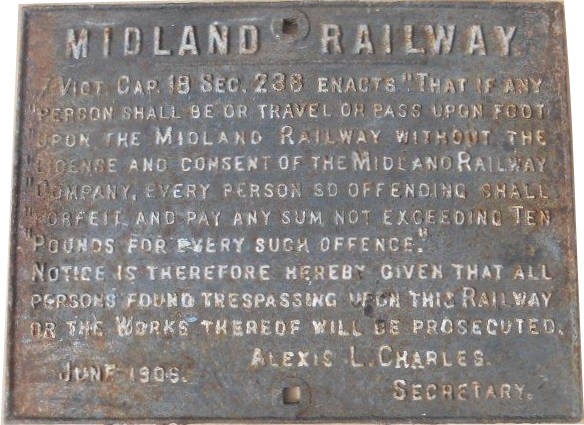 MIDLAND RAILWAY
7 VICT. CAP. 18 SEC. 238 ENACTS "THAT IF ANY
"PERSON SHALL BE OR TRAVEL OR PASS UPON FOOT
UPON THE MIDLAND RAILWAY WITHOUT THE
"LICENSE AND CONSENT OF THE MIDLAND RAILWAY
"COMPANY, EVERY PERSON SO OFFENDING SHALL
"FORFEIT AND PAY ANY SUM NOT EXCEEDING TEN
"POUNDS FOR EVERY SUCH OFFENCE."
NOTICE IS THEREFORE HEREBY GIVEN THAT ALL
PERSONS FOUND TRESPASSING UPON THIS RAILWAY
OR THE WORKS THEREOF WILL BE PROSECUTED.
ALEXIS L. CHARLES.
JUNE 1906.
SECRETARY.